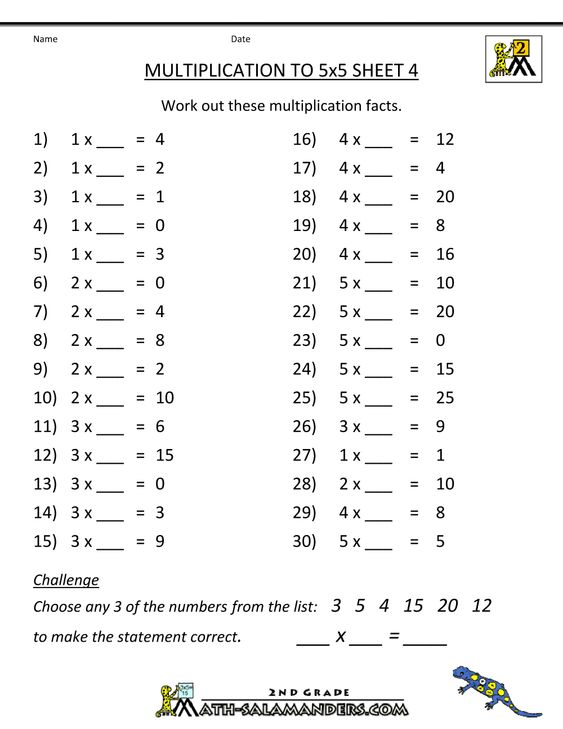 Name Date
2
MULTIPLICATION TO 5x5 SHEET 4
Work out these multiplication facts.
1) 1 x ___ = 4
2) 1 x ___ = 2
3) 1 x ___ = 1
4) 1 x ___ = 0
5) 1 x ___ = 3
6) 2 x ___ = 0
7) 2 x ___ = 4
8) 2 x ___ = 8
9) 2 x ___ = 2
10) 2 x ___ = 10
11) 3 x ___ = 6
12) 3 x ___ = 15
13) 3 x ___ = 0
14) 3 x ___ = 3
15) 3 x ___ = 9
16) 4 x ___ = 12
17) 4 x ___ = 4
18) 4 x ___ = 20
19) 4 x ___ = 8
20) 4 x ___ = 16
21) 5 x ___ = 10
22) 5 x ___ = 20
23) 5 x ___ = 0
24) 5 x ___ = 15
25) 5 x ___ = 25
26) 3 x ___ = 9
27) 1 x ___ = 1
28) 2 x ___ = 10
29) 4 x ___ = 8
30) 5 x ___ = 5
Challenge
Choose any 3 of the numbers from the list: 3 5 4 15 20 12
to make the statement correct. ___ x ___ = ____
3x5=
15
2ND GRADE
MATH-SALAMANDERS.COM